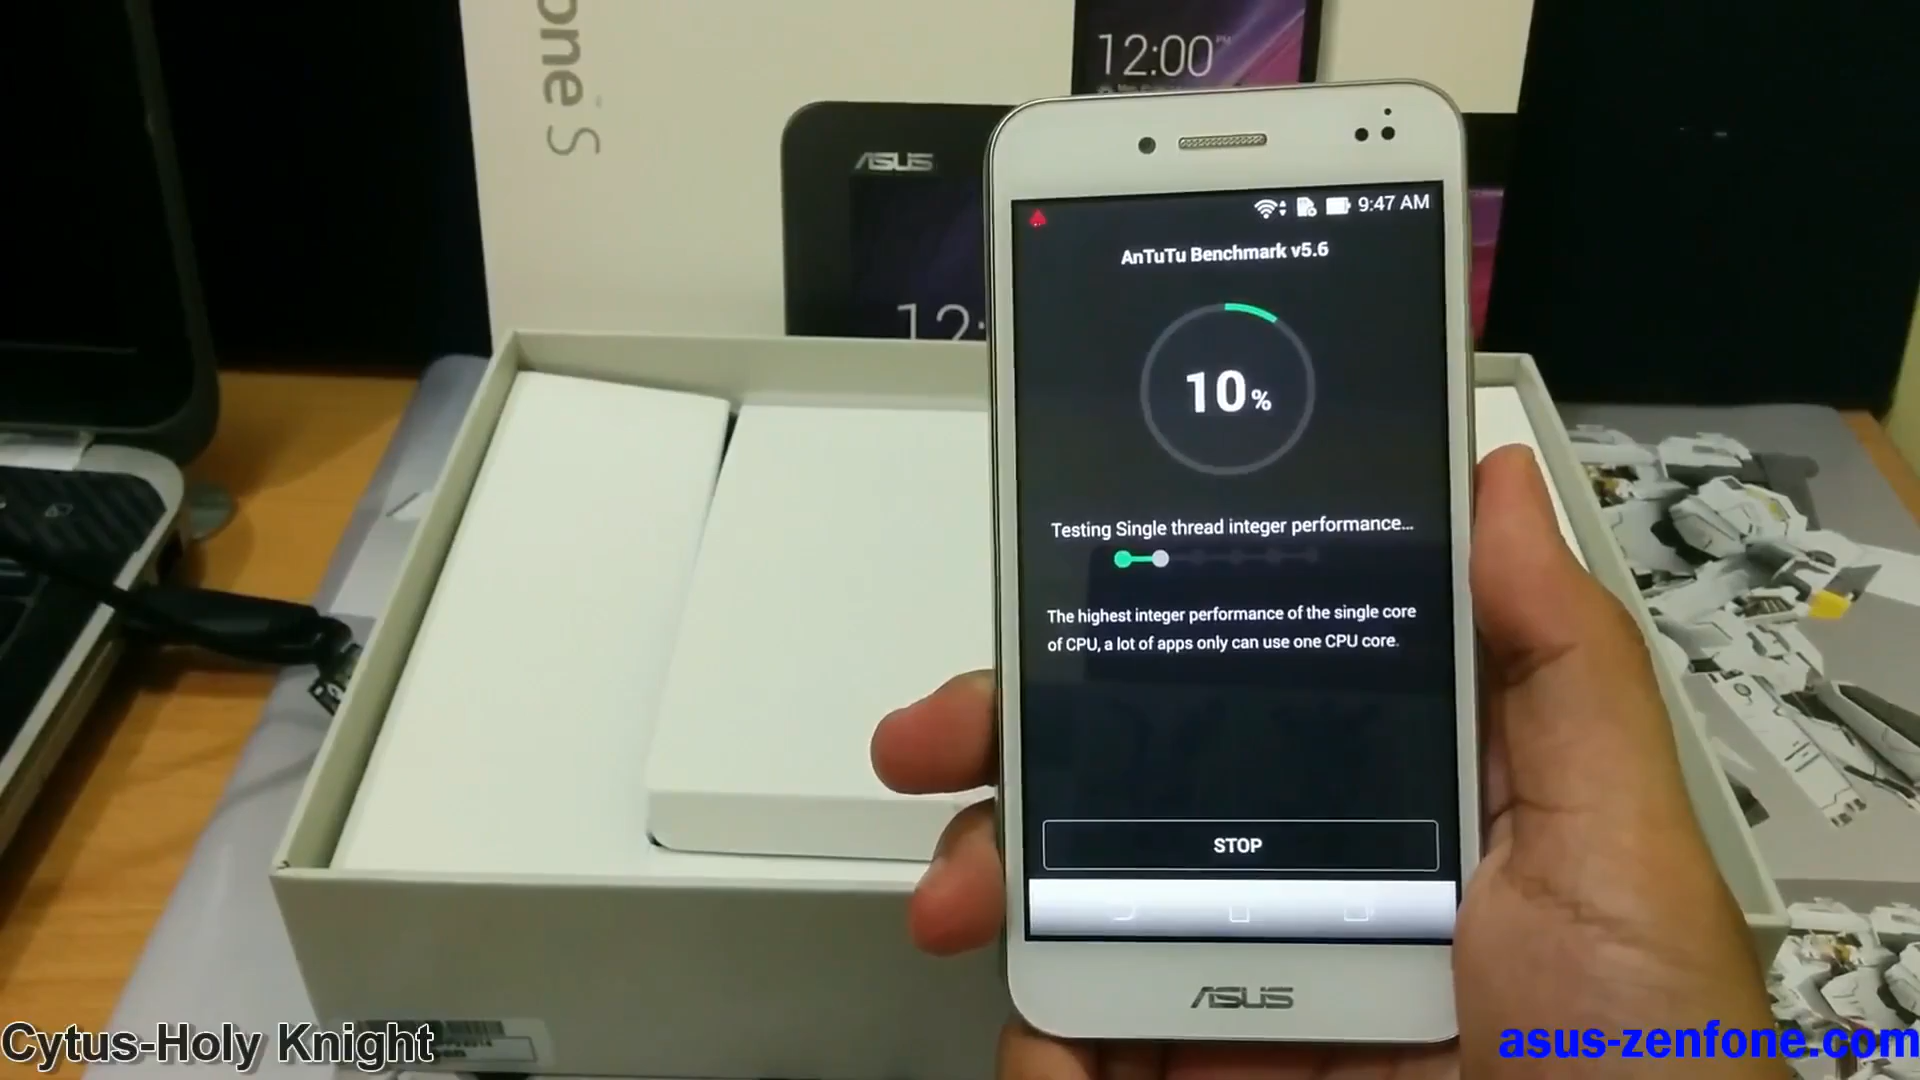 one S
12:00 PM
ASUS
12:
9:47 AM
AnTuTu Benchmark v5.6
10%
Testing Single thread integer performance...
The highest integer performance of the single core
of CPU, a lot of apps only can use one CPU core.
STOP
ASUS
Cytus-Holy Knight
asus-zenfone.com